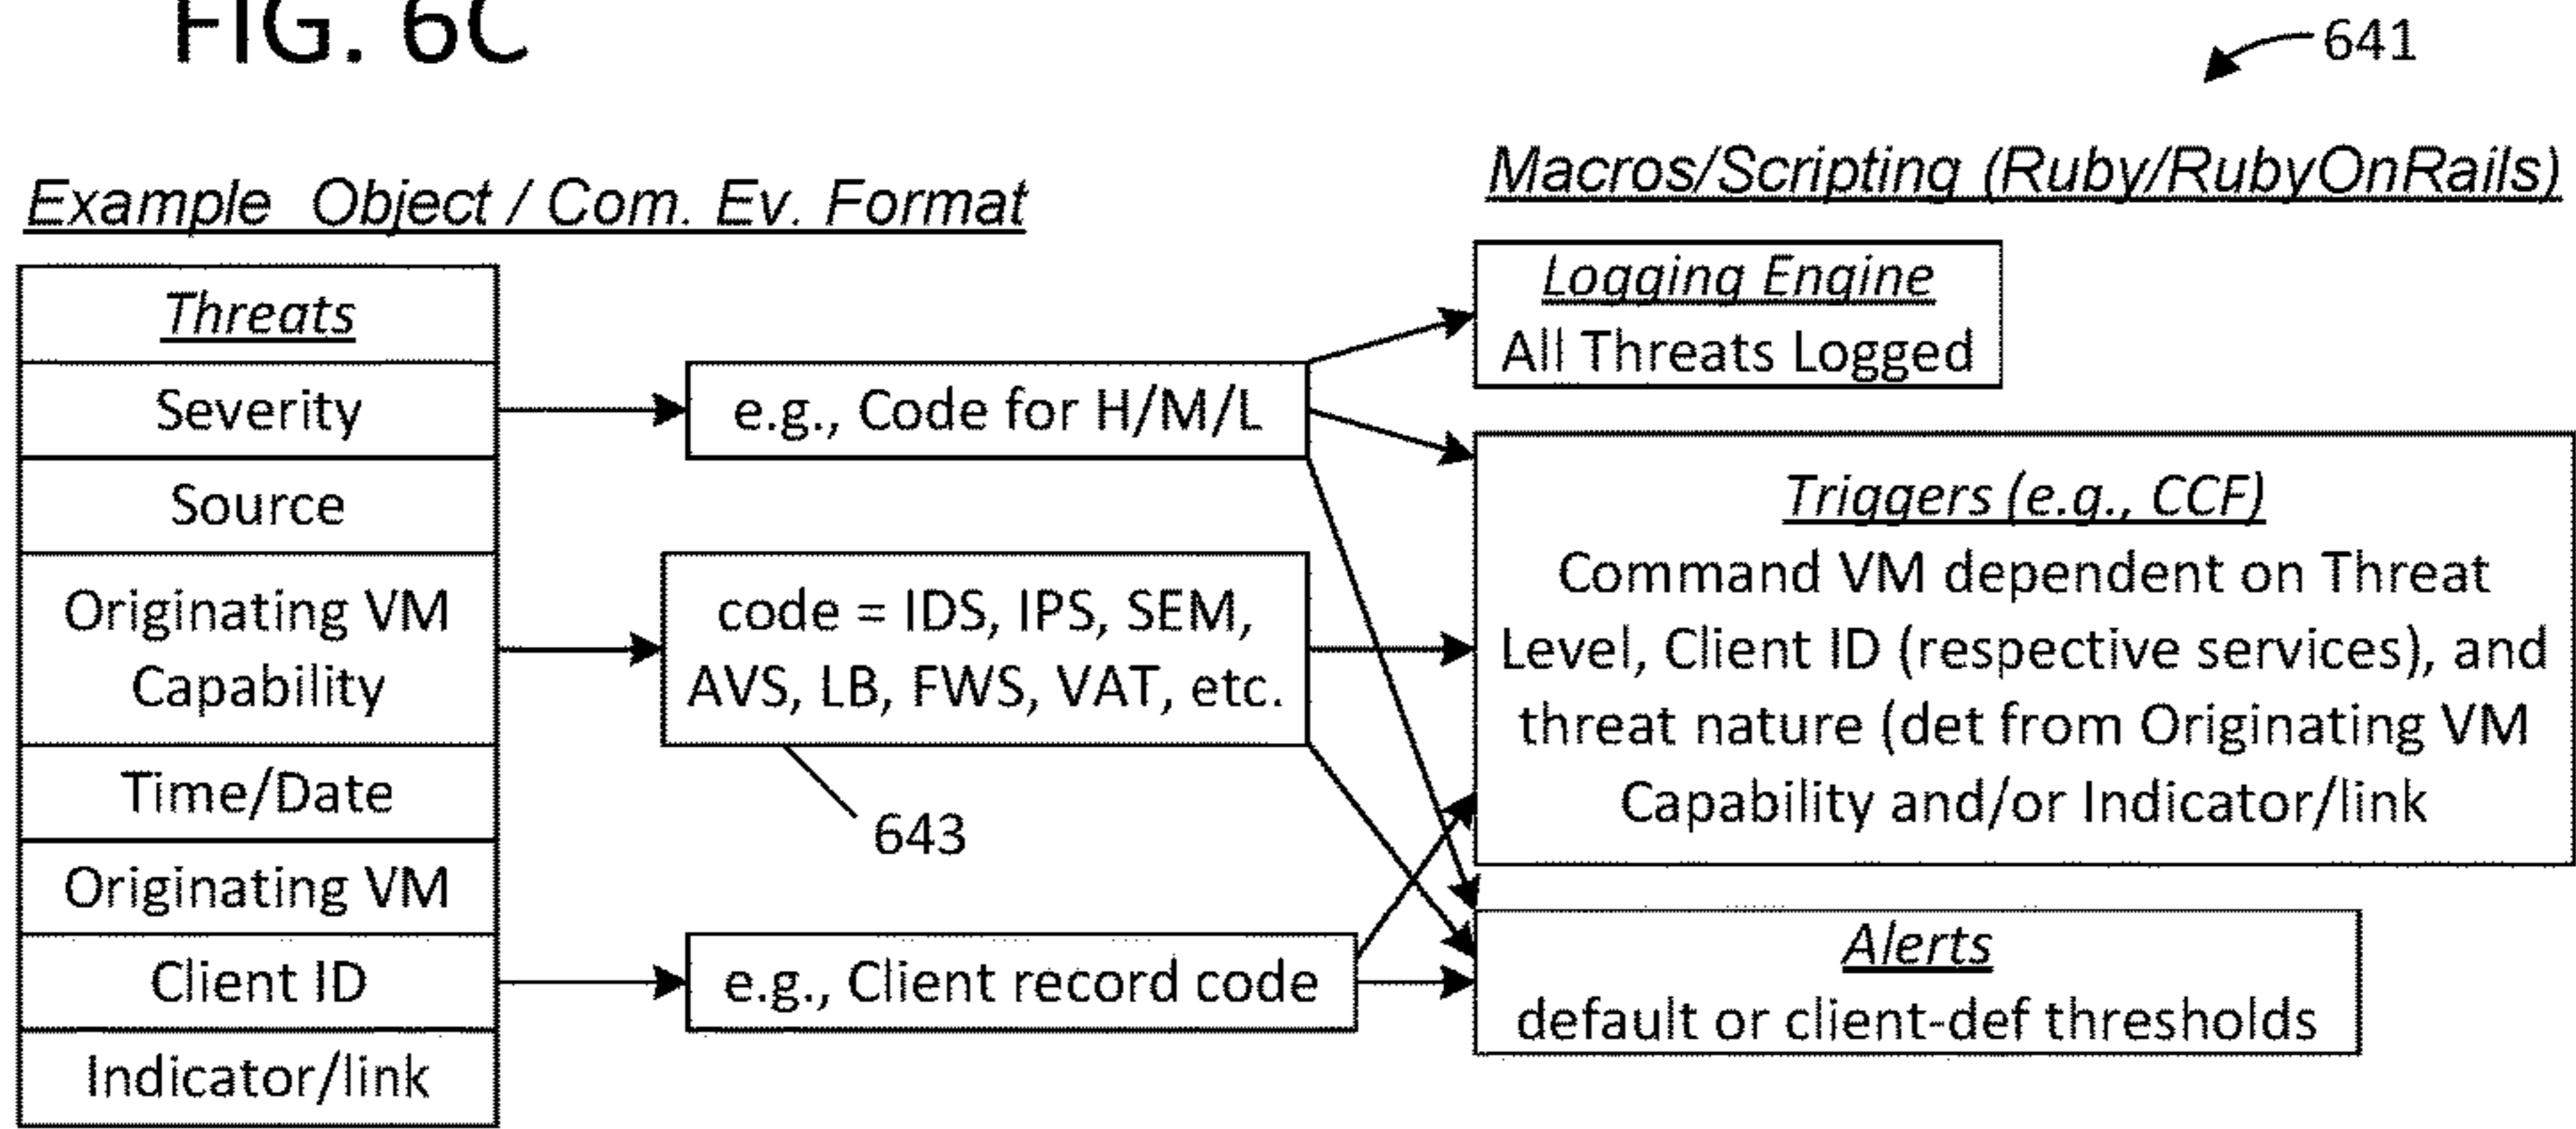 FIG. 6C
641
Example Object / Com. Ev. Format
Macros/Scripting (Ruby/RubyOnRails)
Threats
Severity
Source
Originating VM
Capability
Time/Date
Originating VM
Client ID
Indicator/link
e.g., Code for H/M/L
code = IDS, IPS, SEM,
AVS, LB, FWS, VAT, etc.
643
e.g., Client record code
Logging Engine
All Threats Logged
Triggers (e.g., CCF)
Command VM dependent on Threat
Level, Client ID (respective services), and
threat nature (det from Originating VM
Capability and/or Indicator/link
Alerts
default or client-def thresholds